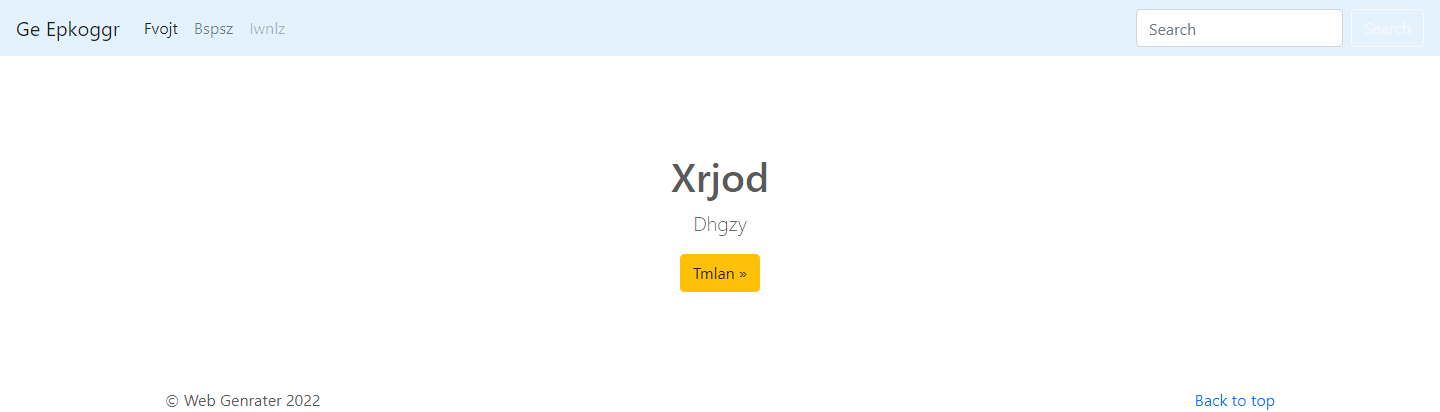 Ge Epkoggr Fvojt Bspsz Iwnlz Search Search
Xrjod
Dhgzy
Tmlan »
© Web Genrater 2022 Back to top